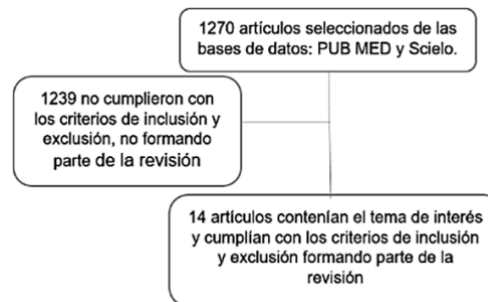 1270 artículos seleccionados de las
bases de datos: PUB MED y Scielo.
1239 no cumplieron con
los criterios de inclusión y
exclusión, no formando
parte de la revisión
14 artículos contenían el tema de interés
y cumplían con los criterios de inclusión
y exclusión formando parte de la
revisión